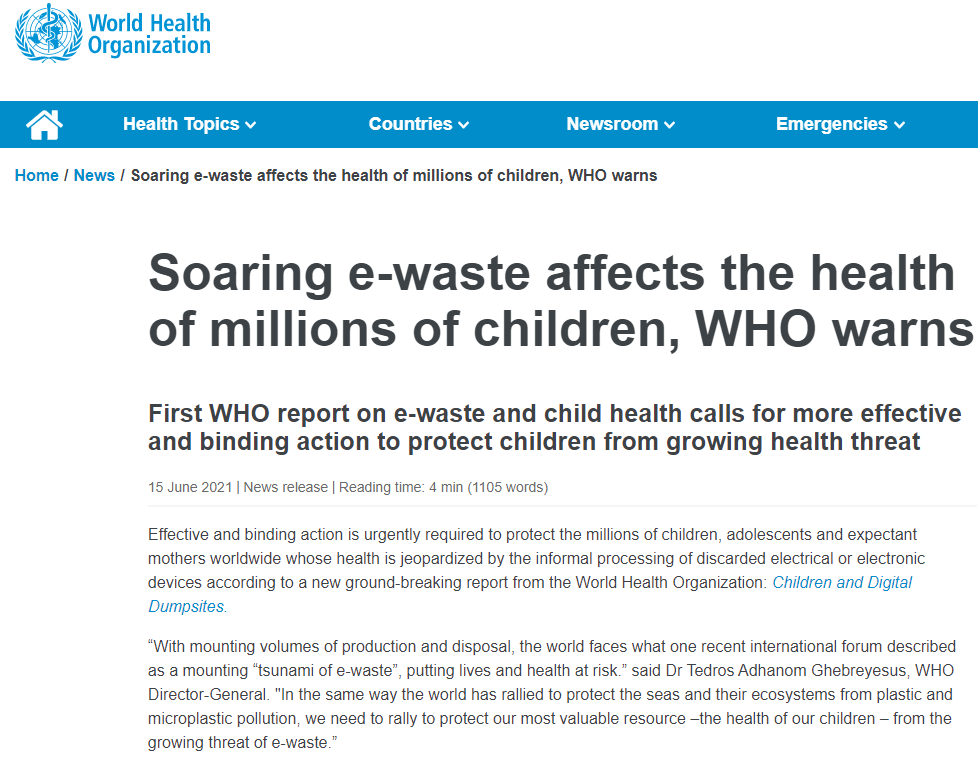 World Health
Organization
Health Topics
Countries
Newsroom
Emergencies
Home / News / Soaring e-waste affects the health of millions of children, WHO warns
Soaring e-waste affects the health
of millions of children, WHO warns
First WHO report on e-waste and child health calls for more effective
and binding action to protect children from growing health threat
15 June 2021 | News release | Reading time: 4 min (1105 words)
Effective and binding action is urgently required to protect the millions of children, adolescents and expectant
mothers worldwide whose health is jeopardized by the informal processing of discarded electrical or electronic
devices according to a new ground-breaking report from the World Health Organization: Children and Digital
Dumpsites.
“With mounting volumes of production and disposal, the world faces what one recent international forum described
as a mounting “tsunami of e-waste”, putting lives and health at risk.” said Dr Tedros Adhanom Ghebreyesus, WHO
Director-General. "In the same way the world has rallied to protect the seas and their ecosystems from plastic and
microplastic pollution, we need to rally to protect our most valuable resource –the health of our children – from the
growing threat of e-waste.”